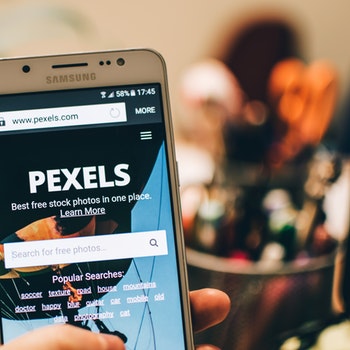 SAMSUNG
58% 17:45
www.pexels.com MORE
PEXELS
Best free stock photos in one place.
Learn More
Search for free photos...
Popular Searches:
soccer texture road house mountains
doctor happy blur guitar car mobile old
data photography cat